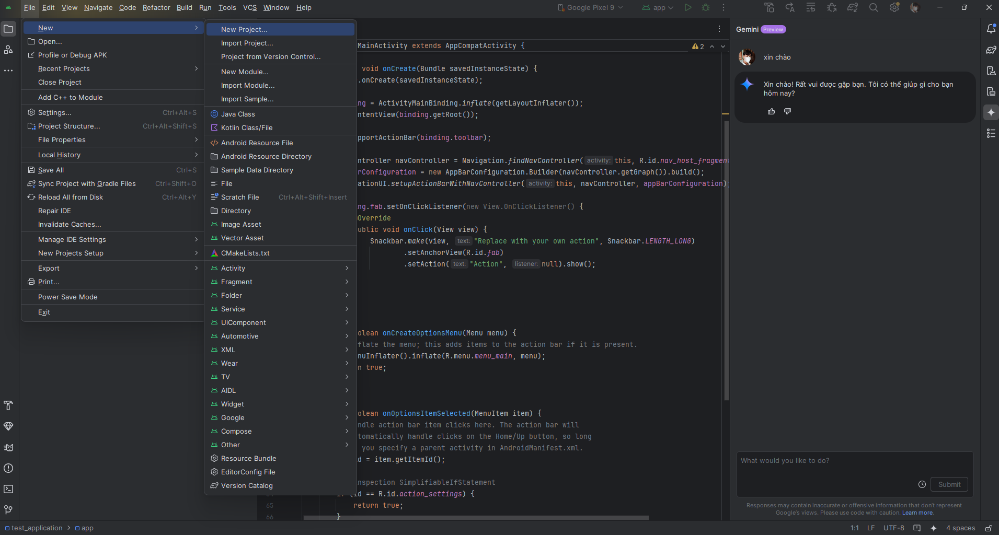 File Edit View Navigate Code Refactor Build Run Tools VCS Window Help
Google Pixel 9
app
New
Open...
Profile or Debug APK
Recent Projects
Close Project
Add C++ to Module
Settings... Ctrl+Alt+S
Project Structure... Ctrl+Alt+Shift+S
File Properties
Local History
Save All Ctrl+S
Sync Project with Gradle Files Ctrl+Shift+O
Reload All from Disk Ctrl+Alt+Y
Repair IDE
Invalidate Caches...
Manage IDE Settings
New Projects Setup
Export
Print...
Power Save Mode
Exit
New Project...
Import Project...
Project from Version Control...
New Module...
Import Module...
Import Sample...
Java Class
Kotlin Class/File
Android Resource File
Android Resource Directory
Sample Data Directory
File
Scratch File Ctrl+Alt+Shift+Insert
Directory
Image Asset
Vector Asset
CMakeLists.txt
Activity
Fragment
Folder
Service
UiComponent
Automotive
XML
Wear
TV
AIDL
Widget
Google
Compose
Other
Resource Bundle
EditorConfig File
Version Catalog
MainActivity extends AppCompatActivity {
2
void onCreate(Bundle savedInstanceState) {
.onCreate(savedInstanceState);
ng = ActivityMainBinding.inflate(getLayoutInflater());
ntentView(binding.getRoot());
pportActionBar(binding.toolbar);
ntroller navController = Navigation.findNavController( activity: this, R.id.nav_host_fragment
rConfiguration = new AppBarConfiguration.Builder(navController.getGraph()).build();
ationUI.setupActionBarWithNavController( activity: this, navController, appBarConfiguration);
ng.fab.setOnClickListener(new View.OnClickListener() {
Override
ublic void onClick(View view) {
Snackbar.make(view, text: "Replace with your own action", Snackbar.LENGTH_LONG)
.setAnchorView(R.id.fab)
.setAction( text: "Action", listener: null).show();
olean onCreateOptionsMenu(Menu menu) {
flate the menu; this adds items to the action bar if it is present.
nuInflater().inflate(R.menu.menu_main, menu);
n true;
olean onOptionsItemSelected(MenuItem item) {
ndle action bar item clicks here. The action bar will
tomatically handle clicks on the Home/Up button, so long
you specify a parent activity in AndroidManifest.xml.
d = item.getItemId();
nspection SimplifiableIfStatement
(id == R.id.action_settings) {
65 return true;
66 }
Gemini Preview
xin chào
Xin chào! Rất vui được gặp bạn. Tôi có thể giúp gì cho bạn
hôm nay?
What would you like to do?
Submit
Responses may contain inaccurate or offensive information that don't represent
Google's views. Please use code with caution. Learn more.
test_application > app
1:1 LF UTF-8 4 spaces